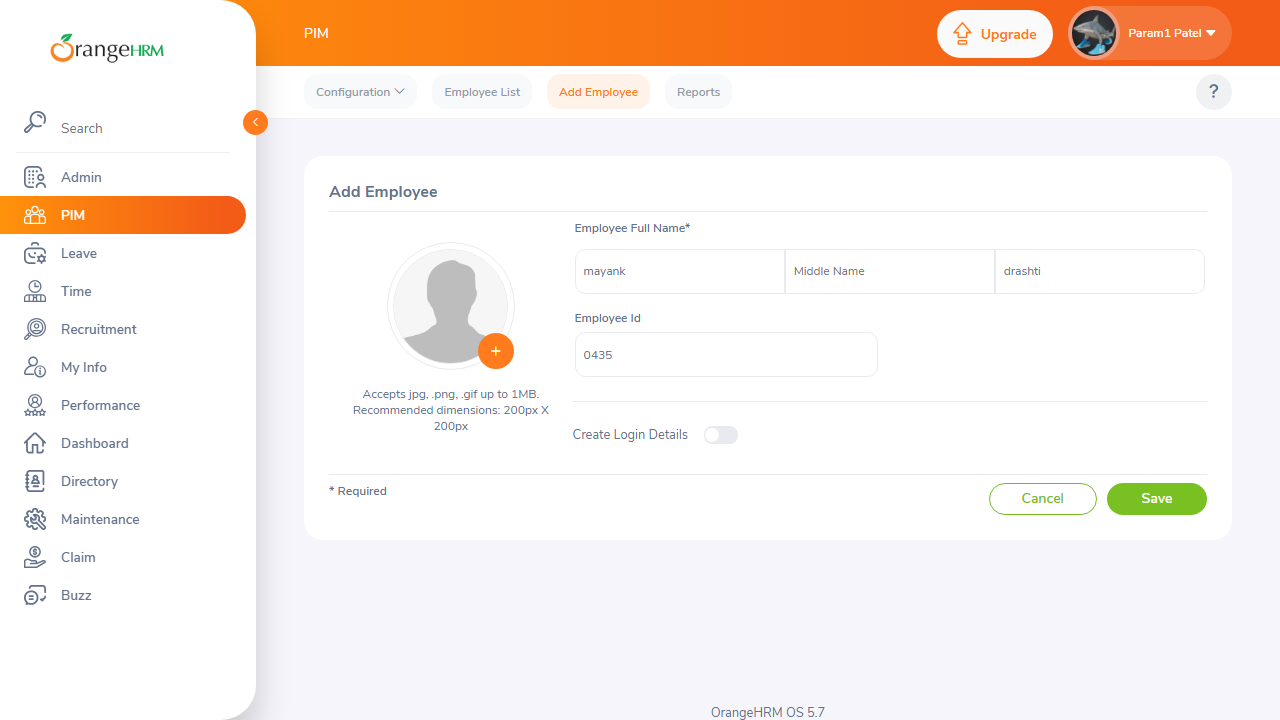 OrangeHRM
PIM
Upgrade
Param1 Patel
Configuration
Employee List
Add Employee
Reports
?
Search
Admin
PIM
Leave
Time
Recruitment
My Info
Performance
Dashboard
Directory
Maintenance
Claim
Buzz
Add Employee
Employee Full Name*
mayank
Middle Name
drashti
Employee Id
0435
+
Accepts jpg, .png, .gif up to 1MB.
Recommended dimensions: 200px X
200px
Create Login Details
* Required
Cancel
Save
OrangeHRM OS 5.7